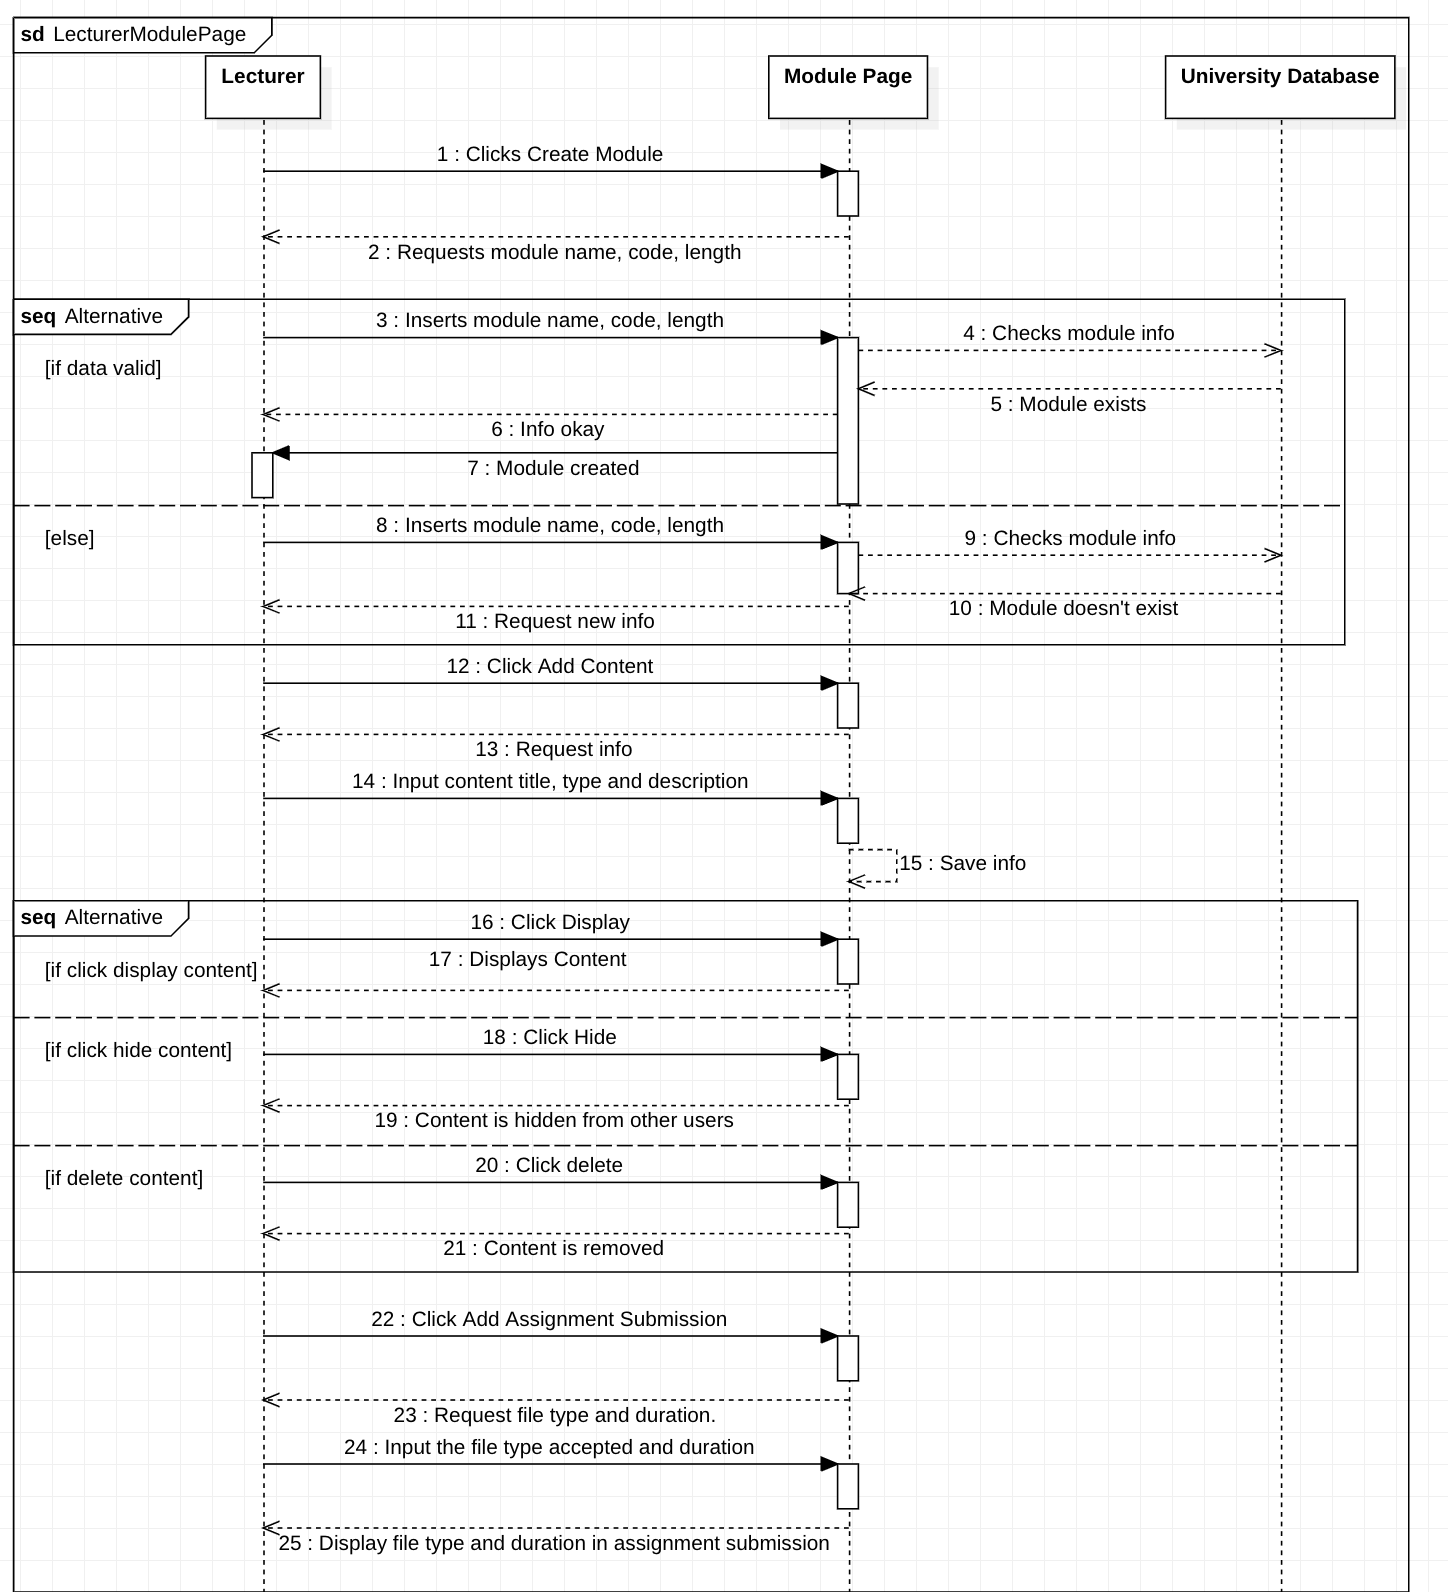 sd LecturerModulePage
Lecturer
Module Page
University Database
1 : Clicks Create Module
2 : Requests module name, code, length
seq Alternative
3 : Inserts module name, code, length
4 : Checks module info
[if data valid]
5 : Module exists
6 : Info okay
7 : Module created
8 : Inserts module name, code, length
[else]
9 : Checks module info
10 : Module doesn't exist
11 : Request new info
12 : Click Add Content
13 : Request info
14 : Input content title, type and description
15 : Save info
seq Alternative
16 : Click Display
17 : Displays Content
[if click display content]
18 : Click Hide
[if click hide content]
19 : Content is hidden from other users
20 : Click delete
[if delete content]
21 : Content is removed
22 : Click Add Assignment Submission
23 : Request file type and duration.
24 : Input the file type accepted and duration
25 : Display file type and duration in assignment submission